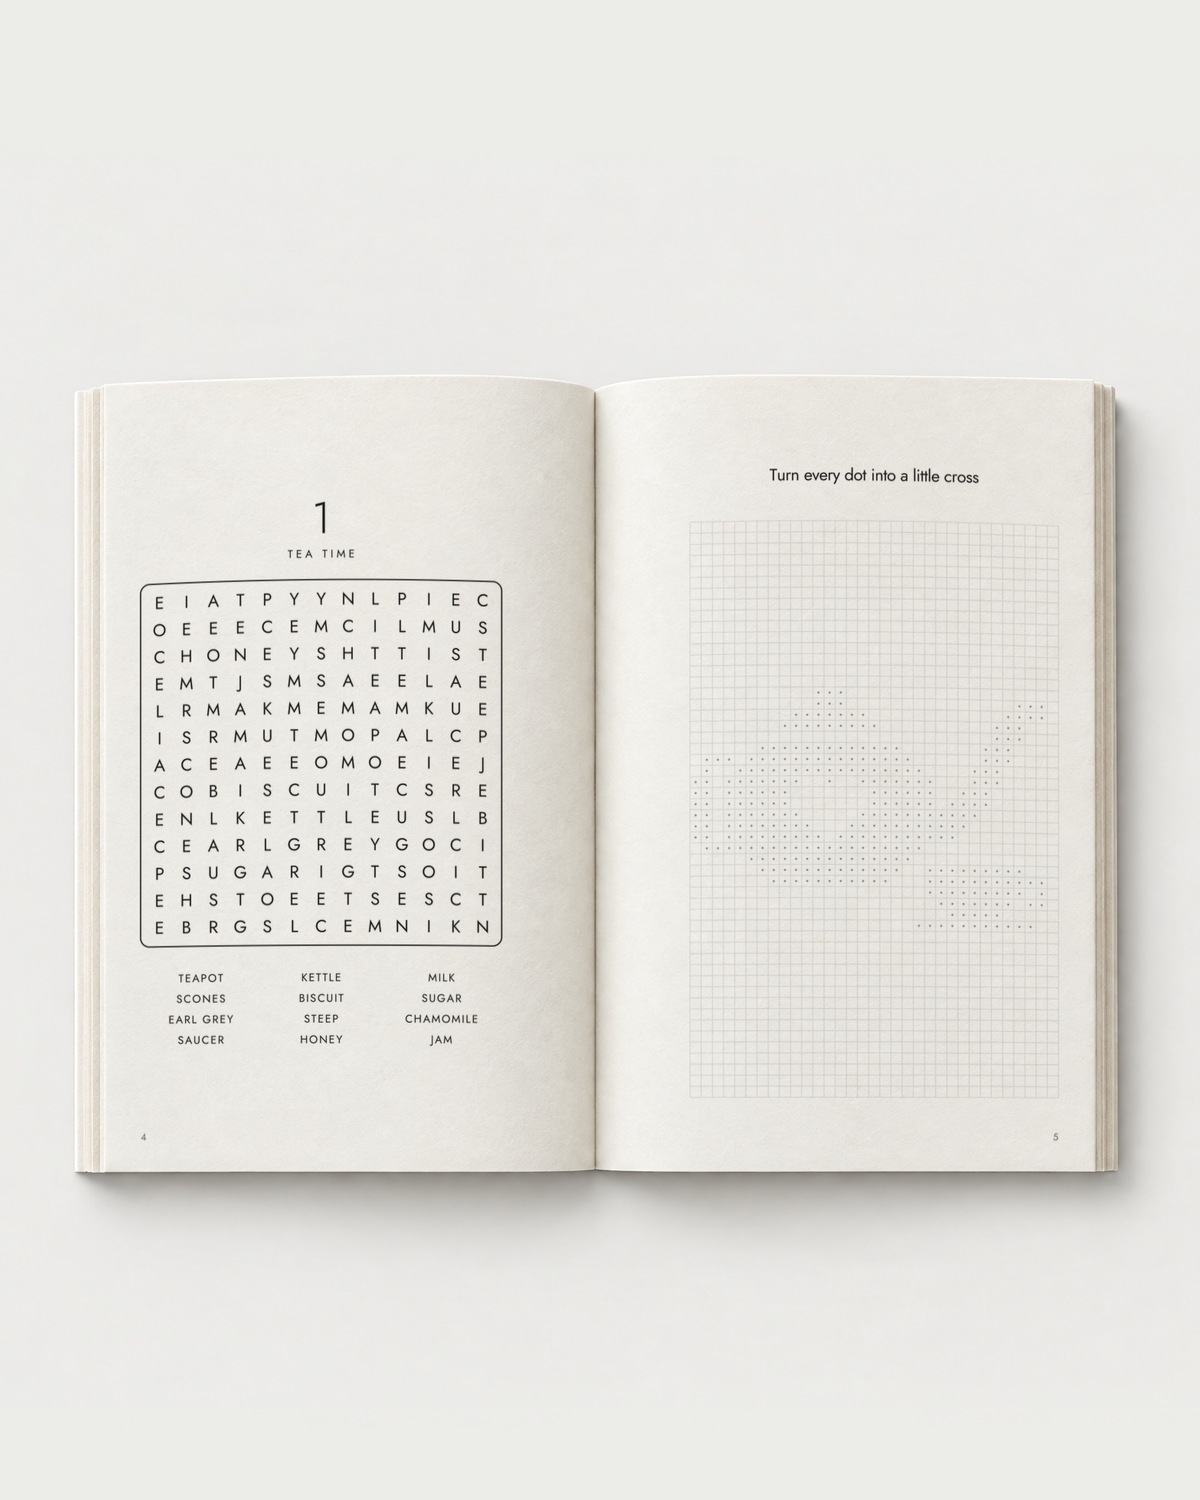 1
TEA TIME
E I A T P Y Y N L P I E C
O E E E C E M C I L M U S
C H O N E Y S H T T I S T
E M T J S M S A E E L A E
L R M A K M E M A M K U E
I S R M U T M O P A L C P
A C E A E E O M O E I E J
C O B I S C U I T C S R E
E N L K E T T L E U S L B
C E A R L G R E Y G O C I
P S U G A R I G T S O I T
E H S T O E E T S E S C T
E B R G S L C E M N I K N
TEAPOT KETTLE MILK
SCONES BISCUIT SUGAR
EARL GREY STEEP CHAMOMILE
SAUCER HONEY JAM
4
Turn every dot into a little cross
5